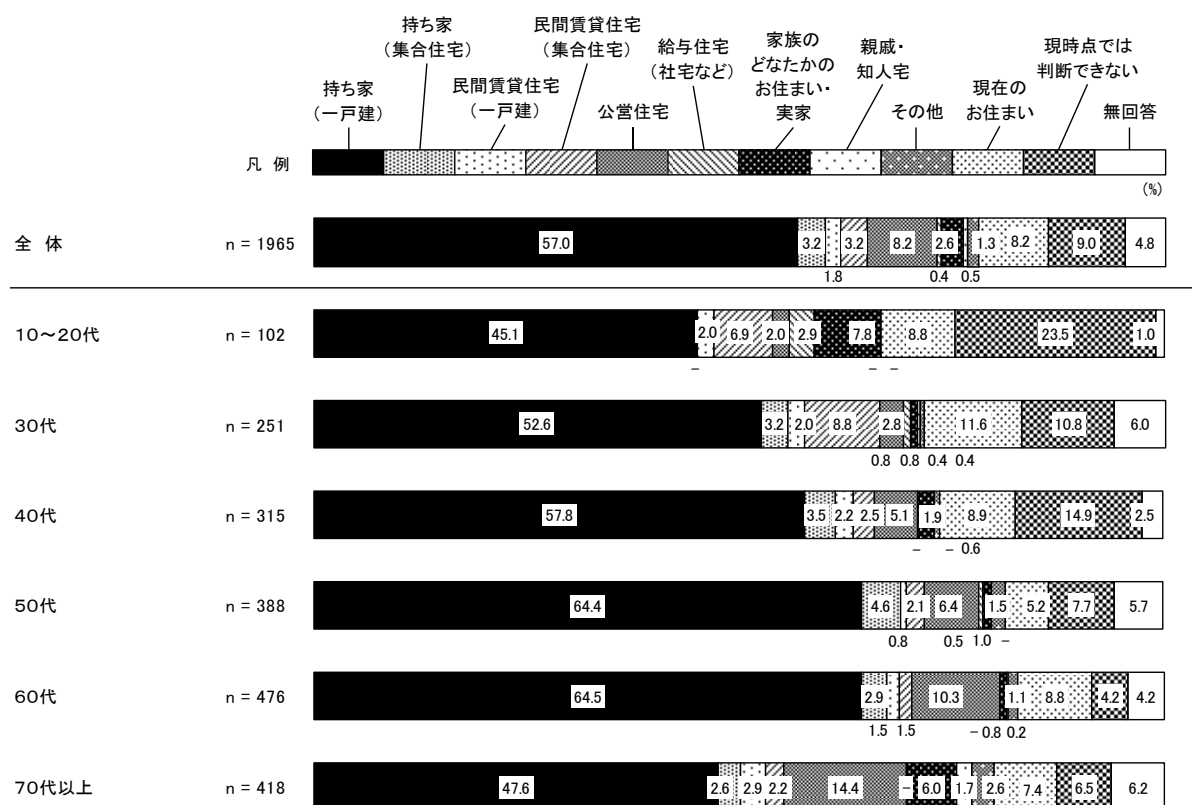 持ち家
（一戸建）
持ち家
（集合住宅）
民間賃貸住宅
（一戸建）
民間賃貸住宅
（集合住宅）
公営住宅
給与住宅
（社宅など）
家族の
どなたかの
お住まい・
実家
親戚・
知人宅
その他
現在の
お住まい
現時点では
判断できない
無回答
凡 例
(%)
全 体 n = 1965 57.0 3.2 3.2 8.2 2.6 1.3 8.2 9.0 4.8
1.8 0.4 0.5
10～20代 n = 102 45.1 2.0 6.9 2.0 2.9 7.8 8.8 23.5 1.0
－ － －
30代 n = 251 52.6 3.2 2.0 8.8 2.8 11.6 10.8 6.0
0.8 0.8 0.4 0.4
40代 n = 315 57.8 3.5 2.2 2.5 5.1 1.9 8.9 14.9 2.5
－ － 0.6
50代 n = 388 64.4 4.6 2.1 6.4 1.5 5.2 7.7 5.7
0.8 0.5 1.0 －
60代 n = 476 64.5 2.9 10.3 1.1 8.8 4.2 4.2
1.5 1.5 － 0.8 0.2
70代以上 n = 418 47.6 2.6 2.9 2.2 14.4 － 6.0 1.7 2.6 7.4 6.5 6.2